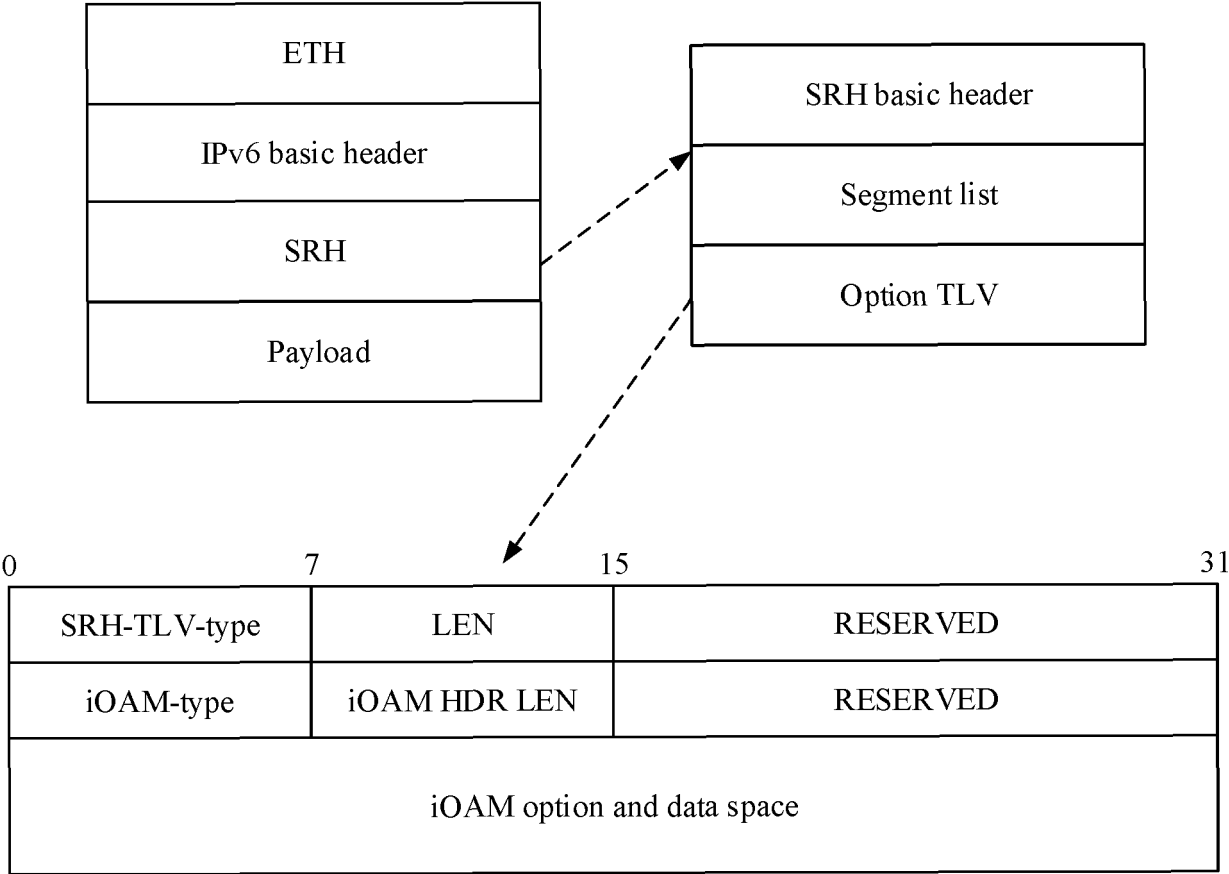 ETH
IPv6 basic header
SRH
Payload
SRH basic header
Segment list
Option TLV
0 7 15 31
SRH-TLV-type LEN RESERVED
iOAM-type iOAM HDR LEN RESERVED
iOAM option and data space